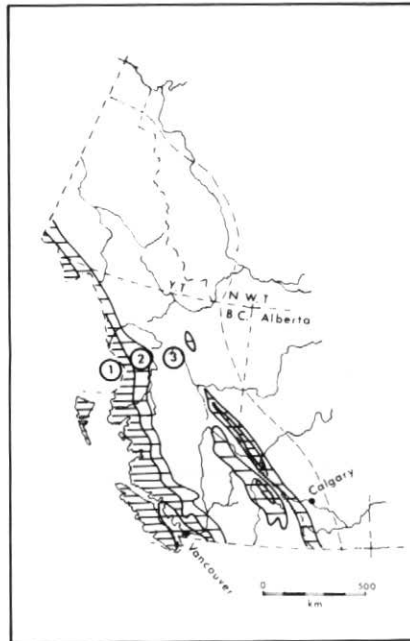 Y.T.
N.W.T.
B.C. Alberta
1
2
3
Calgary
Vancouver
0 500
km